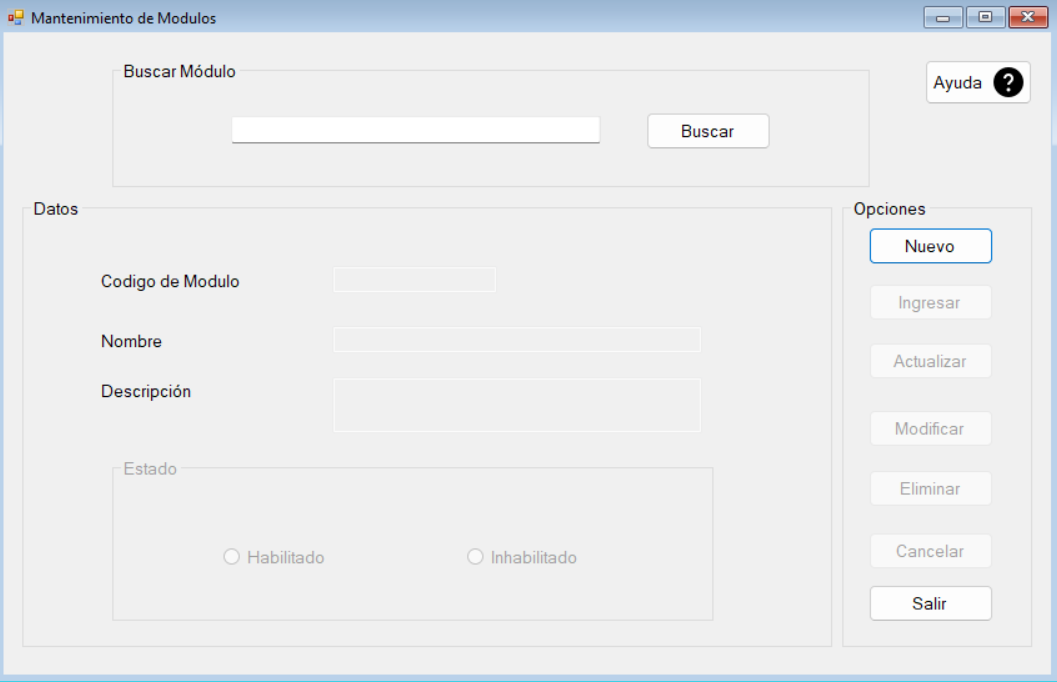 Mantenimiento de Modulos
Buscar Módulo
Ayuda ?
Buscar
Datos
Opciones
Codigo de Modulo
Nombre
Descripción
Estado
Habilitado
Inhabilitado
Nuevo
Ingresar
Actualizar
Modificar
Eliminar
Cancelar
Salir